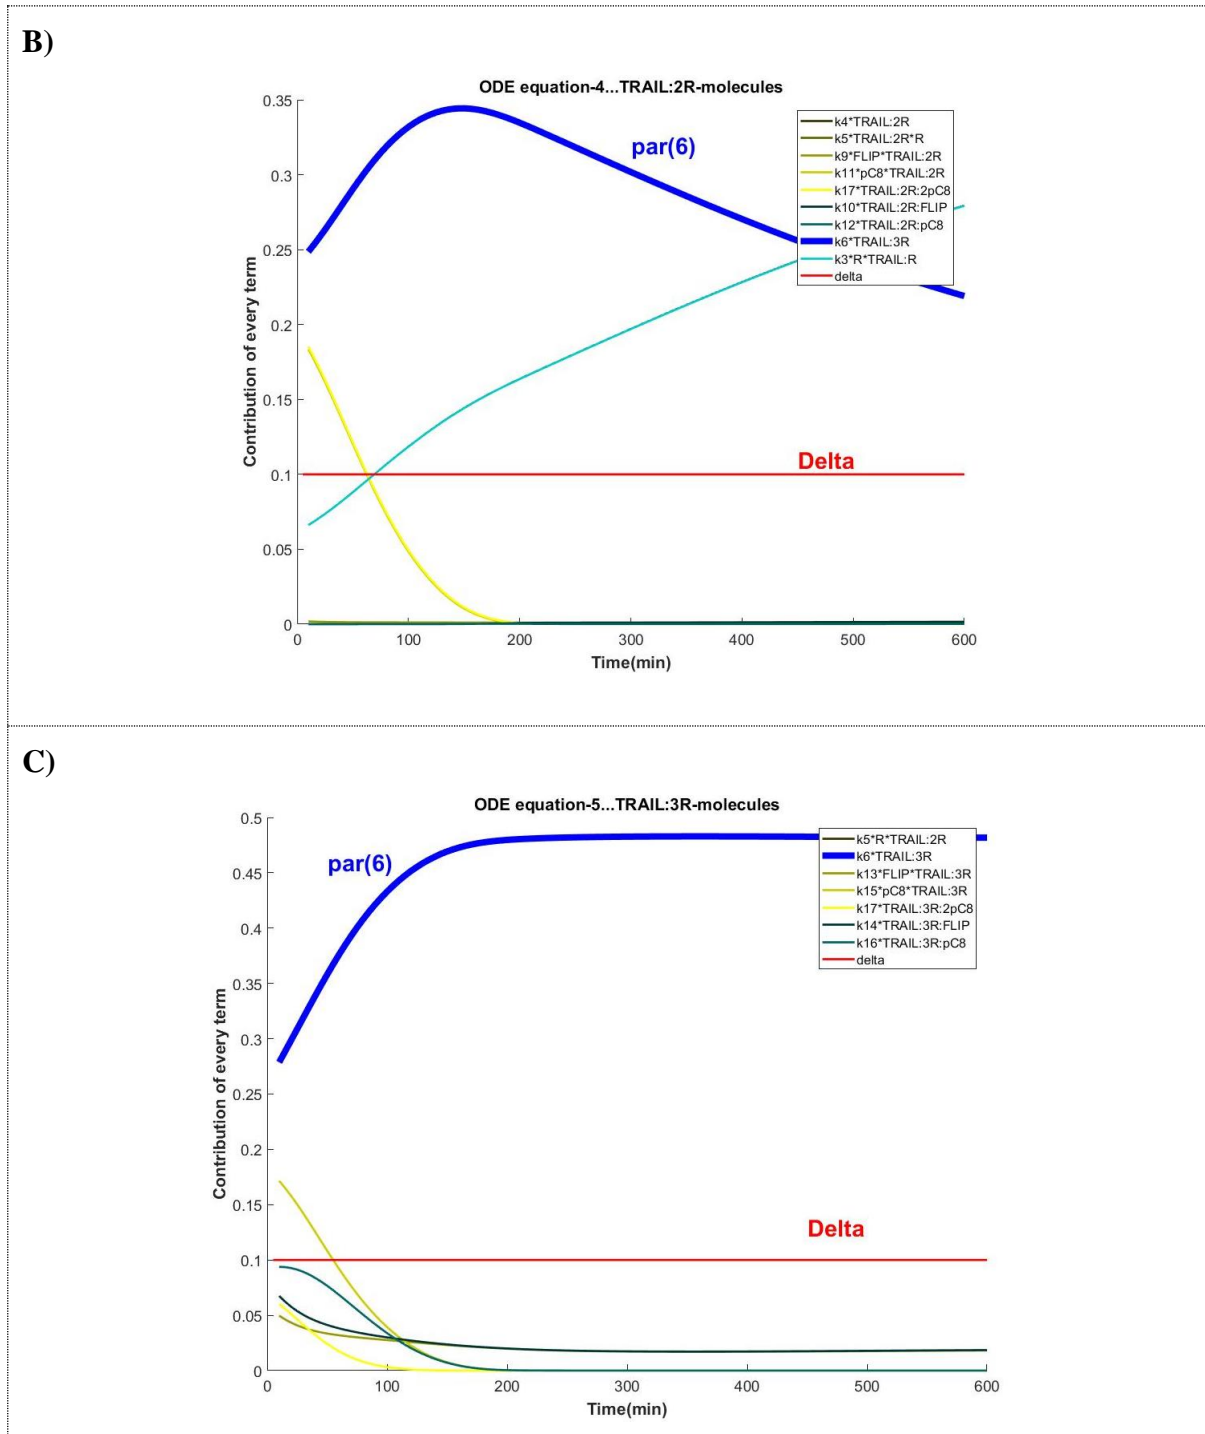 B)
ODE equation-4...TRAIL:2R-molecules
0.35
0.3
0.25
0.2
0.15
0.1
0.05
0
Contribution of every term
par(6)
k4*TRAIL:2R
k5*TRAIL:2R*R
k9*FLIP*TRAIL:2R
k11*pC8*TRAIL:2R
k17*TRAIL:2R:2pC8
k10*TRAIL:2R:FLIP
k12*TRAIL:2R:pC8
k6*TRAIL:3R
k3*R*TRAIL:R
delta
Delta
0 100 200 300 400 500 600
Time(min)
C)
ODE equation-5...TRAIL:3R-molecules
0.5
0.45
0.4
0.35
0.3
0.25
0.2
0.15
0.1
0.05
0
Contribution of every term
par(6)
k5*R*TRAIL:2R
k6*TRAIL:3R
k13*FLIP*TRAIL:3R
k15*pC8*TRAIL:3R
k17*TRAIL:3R:2pC8
k14*TRAIL:3R:FLIP
k16*TRAIL:3R:pC8
delta
Delta
0 100 200 300 400 500 600
Time(min)